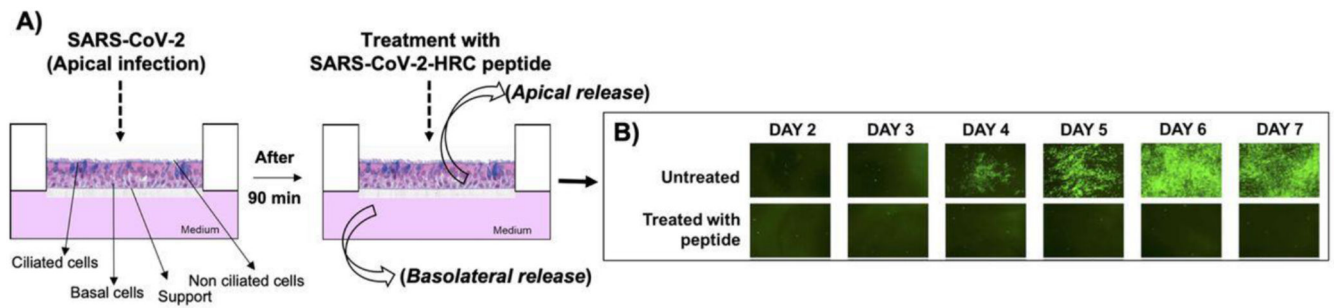 A)
SARS-CoV-2
(Apical infection)
Treatment with
SARS-CoV-2-HRC peptide
(Apical release)
After
90 min
Medium
Medium
Ciliated cells
Basal cells
Support
Non ciliated cells
(Basolateral release)
B)
DAY 2 DAY 3 DAY 4 DAY 5 DAY 6 DAY 7
Untreated
Treated with
peptide